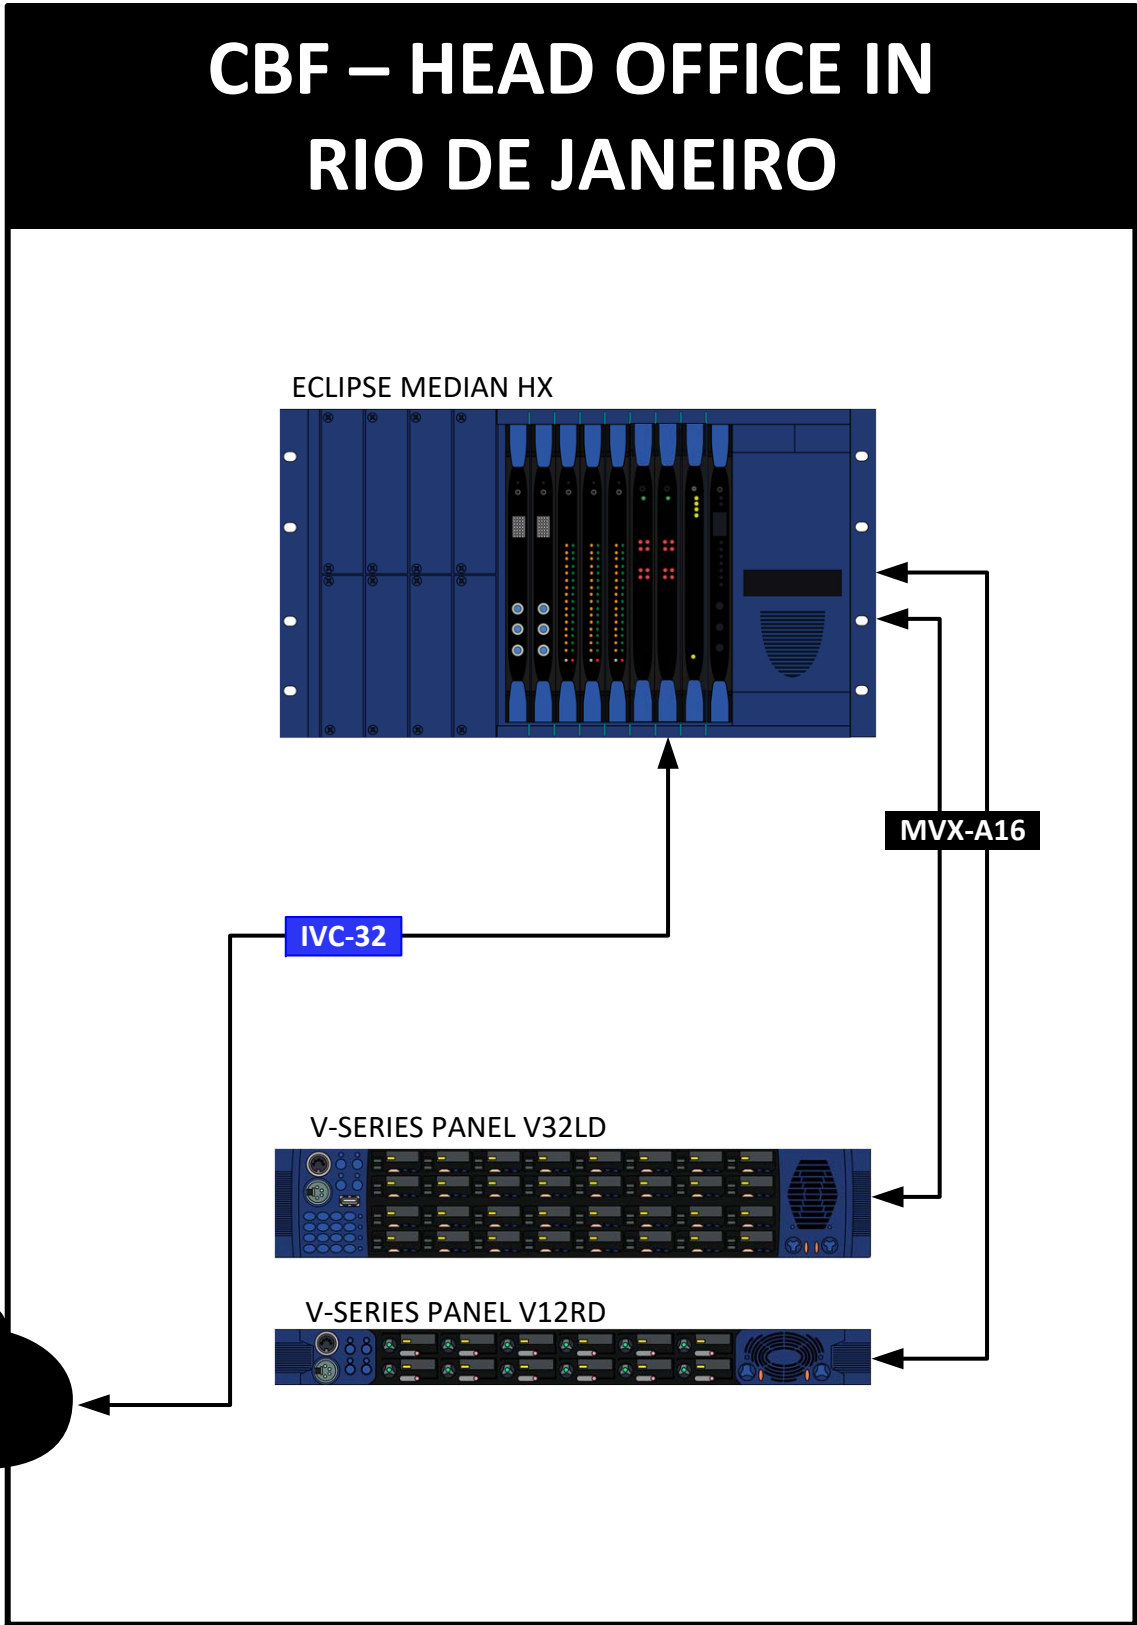 CBF – HEAD OFFICE IN
RIO DE JANEIRO
ECLIPSE MEDIAN HX
MVX-A16
IVC-32
V-SERIES PANEL V32LD
V-SERIES PANEL V12RD